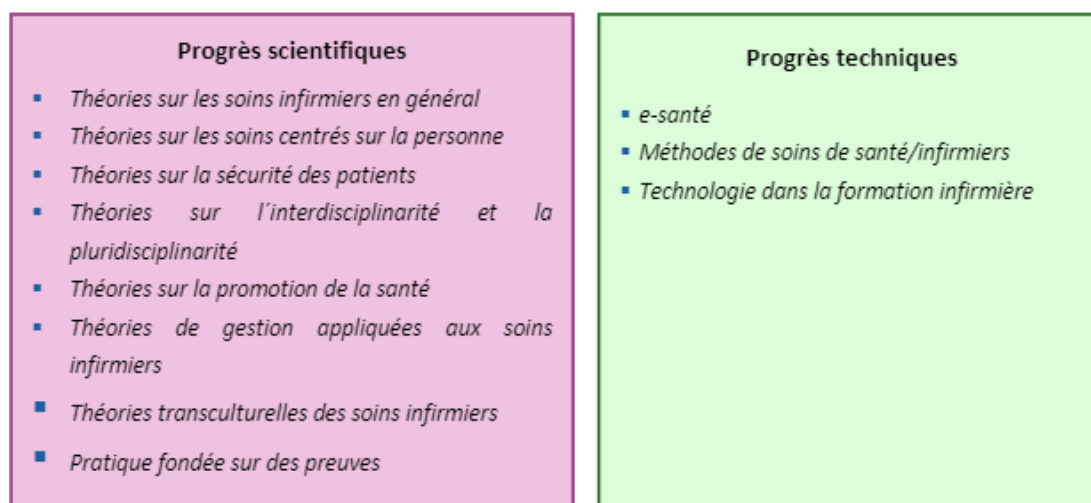 Progrès scientifiques
▪ Théories sur les soins infirmiers en général
▪ Théories sur les soins centrés sur la personne
▪ Théories sur la sécurité des patients
▪ Théories sur l´interdisciplinarité et la
pluridisciplinarité
▪ Théories sur la promotion de la santé
▪ Théories de gestion appliquées aux soins
infirmiers
▪ Théories transculturelles des soins infirmiers
▪ Pratique fondée sur des preuves
Progrès techniques
▪ e-santé
▪ Méthodes de soins de santé/infirmiers
▪ Technologie dans la formation infirmière